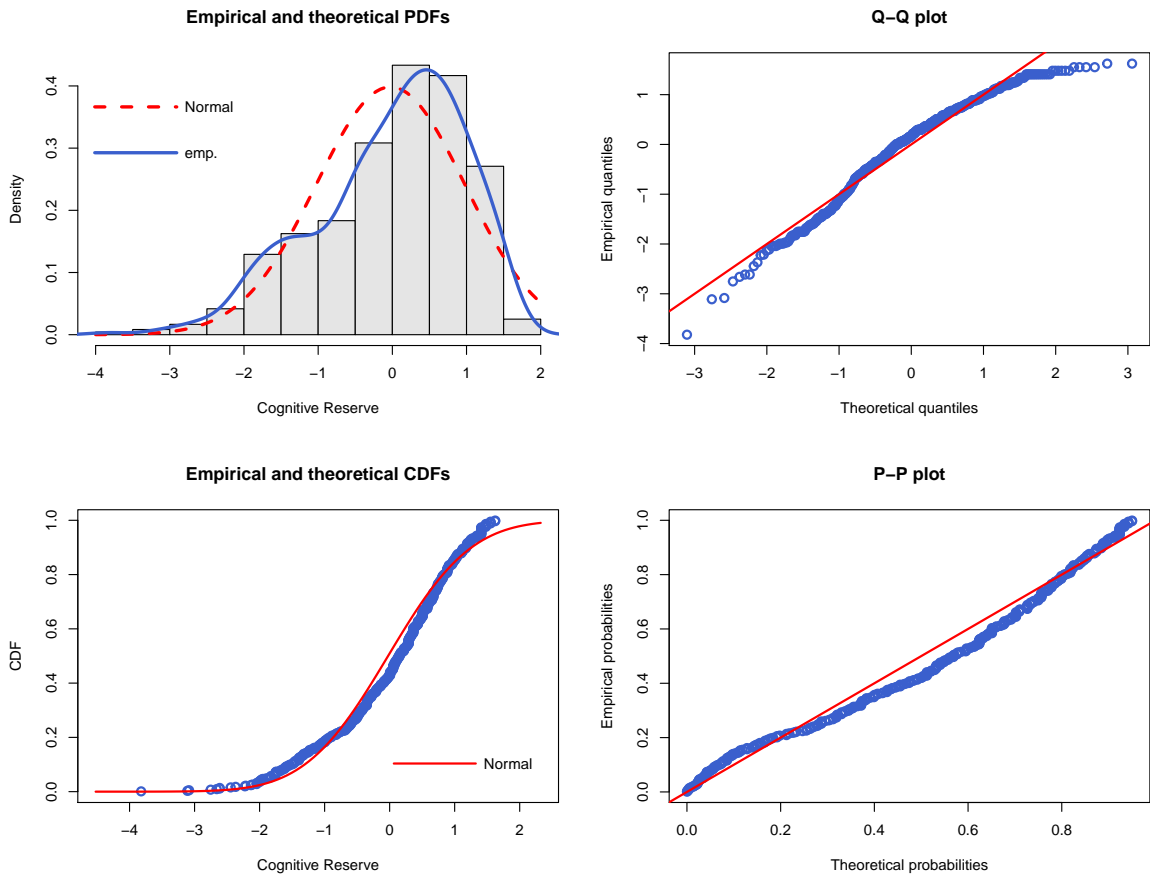 Empirical and theoretical PDFs
Normal
emp.
Density
0.0 0.1 0.2 0.3 0.4
−4 −3 −2 −1 0 1 2
Cognitive Reserve
Q−Q plot
Empirical quantiles
−4 −3 −2 −1 0 1
−3 −2 −1 0 1 2 3
Theoretical quantiles
Empirical and theoretical CDFs
CDF
0.0 0.2 0.4 0.6 0.8 1.0
Normal
−4 −3 −2 −1 0 1 2
Cognitive Reserve
P−P plot
Empirical probabilities
0.0 0.2 0.4 0.6 0.8 1.0
0.0 0.2 0.4 0.6 0.8
Theoretical probabilities